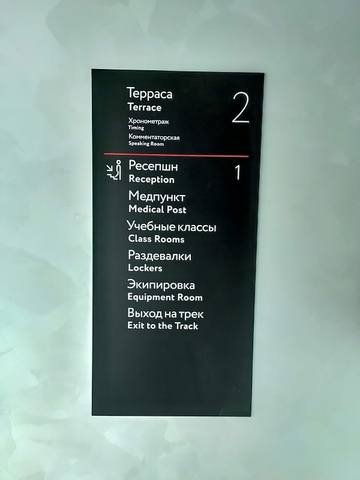 Терраса
Terrace
2
Хронометраж
Timing
Комментаторская
Speaking Room
Ресепшн
Reception
1
Медпункт
Medical Post
Учебные классы
Class Rooms
Раздевалки
Lockers
Экипировка
Equipment Room
Выход на трек
Exit to the Track